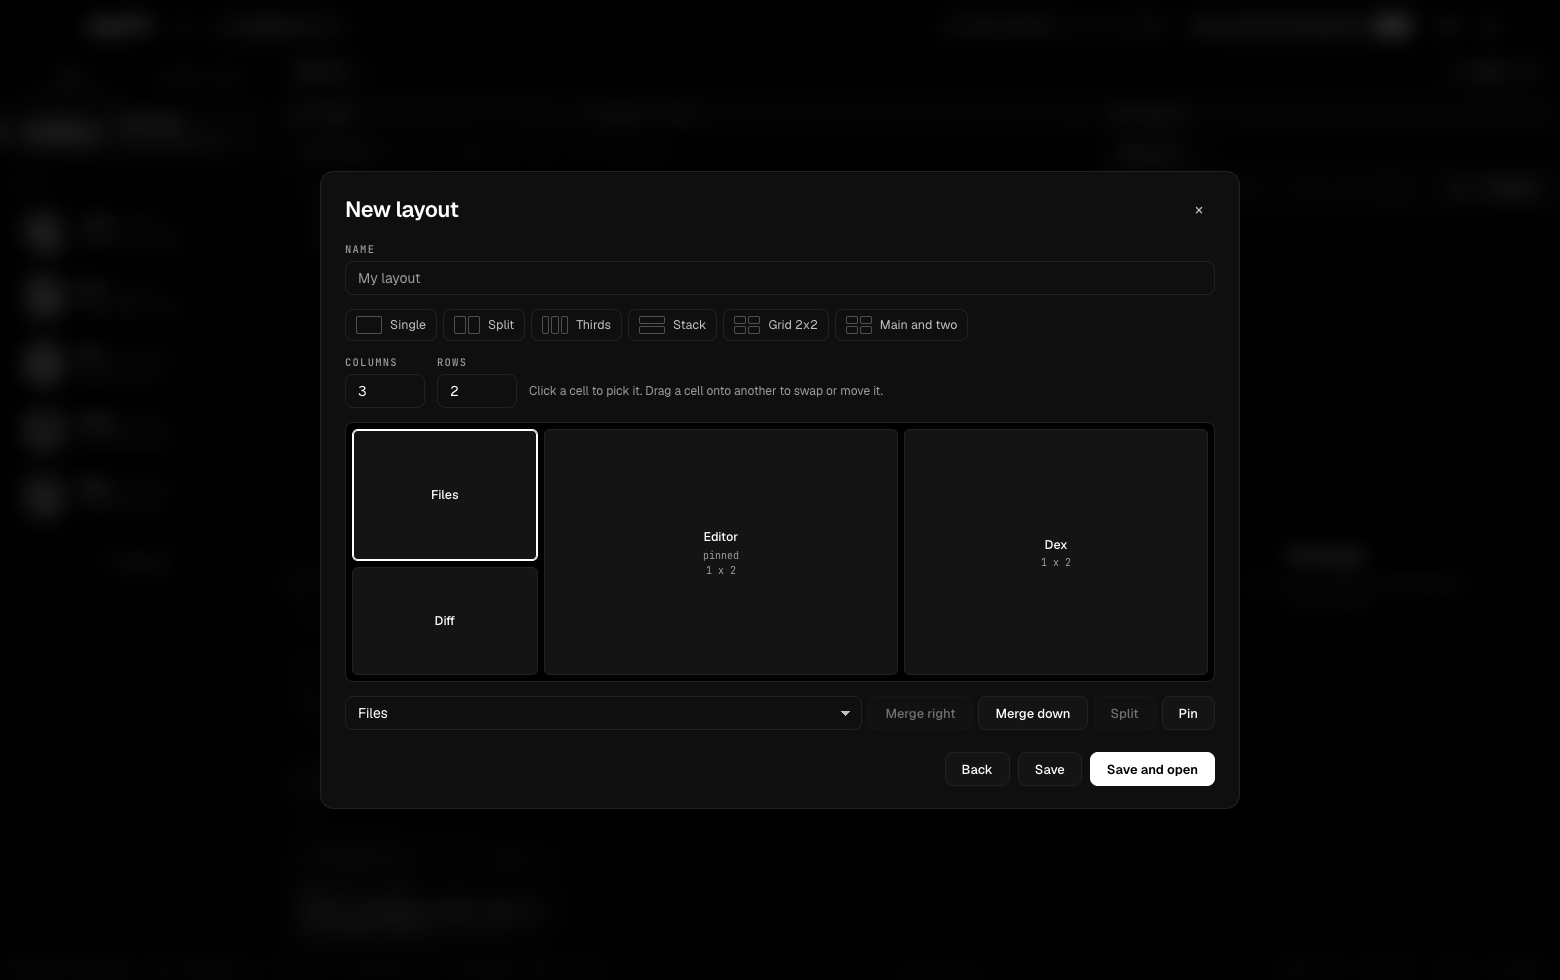 New layout
×
NAME
My layout
Single
Split
Thirds
Stack
Grid 2x2
Main and two
COLUMNS
ROWS
3
2
Click a cell to pick it. Drag a cell onto another to swap or move it.
Files
Editor
pinned
1 x 2
Dex
1 x 2
Diff
Files
Merge right
Merge down
Split
Pin
Back
Save
Save and open